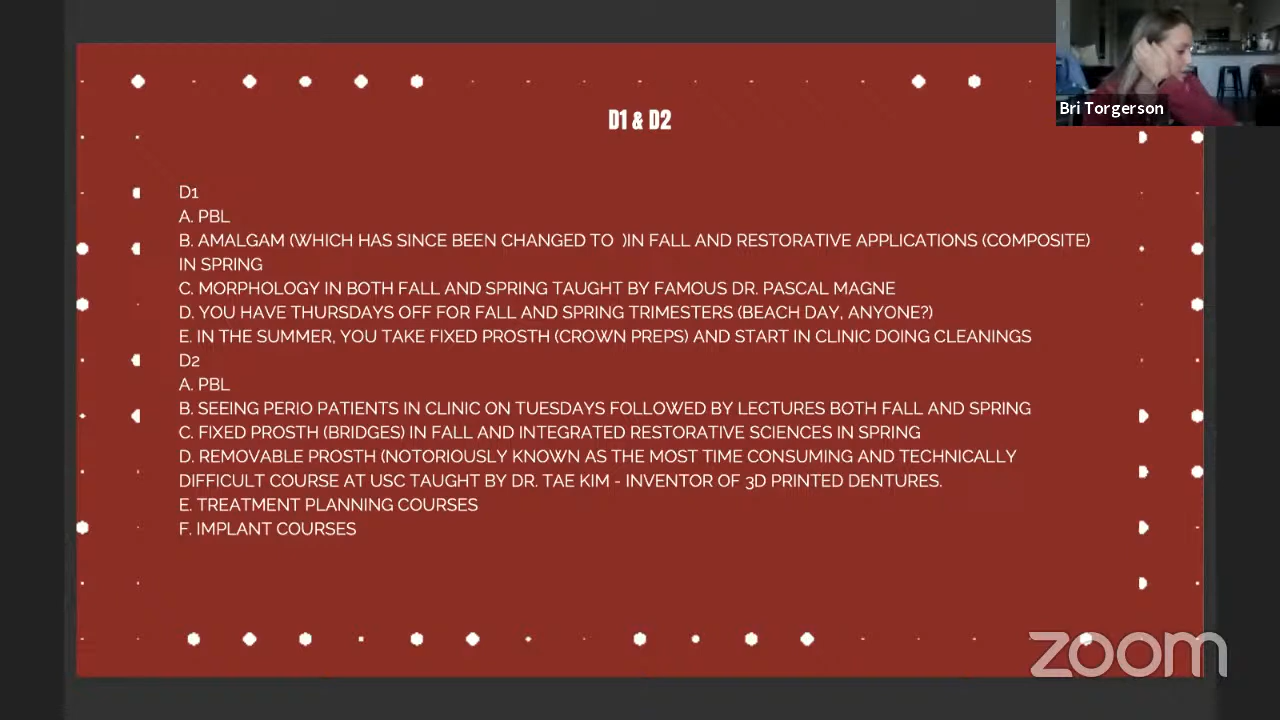 Bri Torgerson
D1 & D2
D1
A. PBL
B. AMALGAM (WHICH HAS SINCE BEEN CHANGED TO  )IN FALL AND RESTORATIVE APPLICATIONS (COMPOSITE)
IN SPRING
C. MORPHOLOGY IN BOTH FALL AND SPRING TAUGHT BY FAMOUS DR. PASCAL MAGNE
D. YOU HAVE THURSDAYS OFF FOR FALL AND SPRING TRIMESTERS (BEACH DAY, ANYONE?)
E. IN THE SUMMER, YOU TAKE FIXED PROSTH (CROWN PREPS) AND START IN CLINIC DOING CLEANINGS
D2
A. PBL
B. SEEING PERIO PATIENTS IN CLINIC ON TUESDAYS FOLLOWED BY LECTURES BOTH FALL AND SPRING
C. FIXED PROSTH (BRIDGES) IN FALL AND INTEGRATED RESTORATIVE SCIENCES IN SPRING
D. REMOVABLE PROSTH (NOTORIOUSLY KNOWN AS THE MOST TIME CONSUMING AND TECHNICALLY
DIFFICULT COURSE AT USC TAUGHT BY DR. TAE KIM - INVENTOR OF 3D PRINTED DENTURES.
E. TREATMENT PLANNING COURSES
F. IMPLANT COURSES
zoom